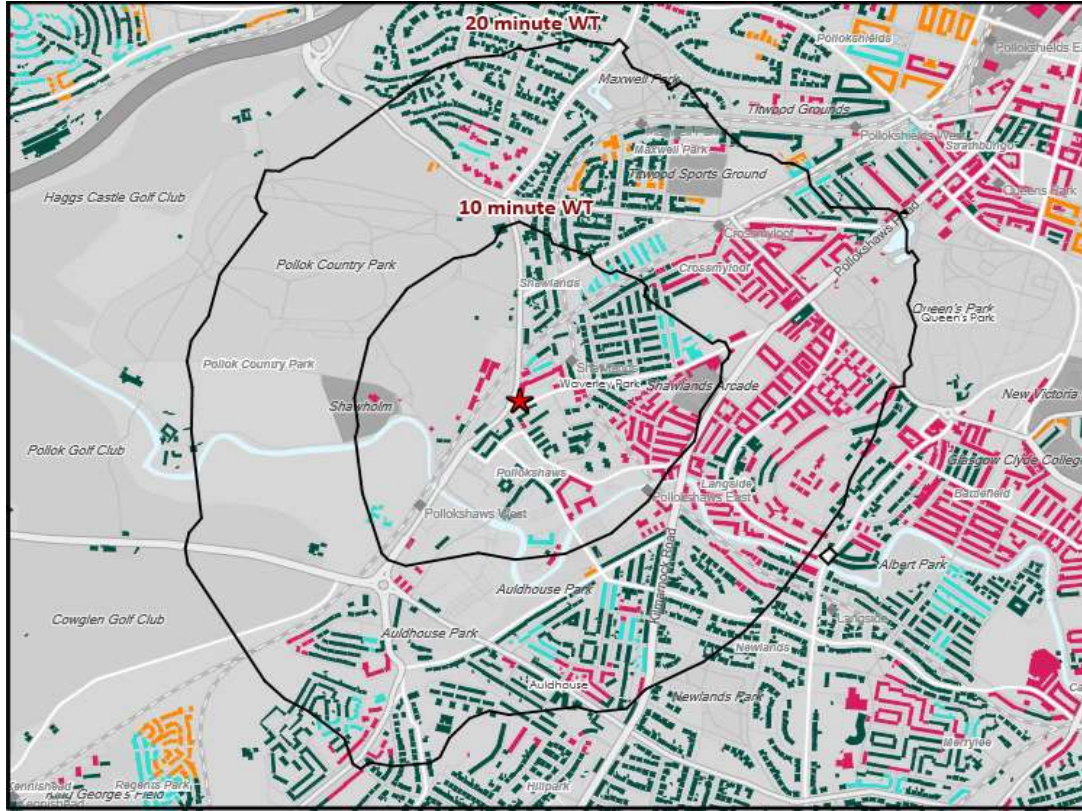 20 minute WT
Pollokshields
Pollokshields E
Maxwell Park
Titwood Grounds
Pollokshields West
Maxwell Park
Strathbungo
Titwood Sports Ground
Queens Park
Haggs Castle Golf Club
10 minute WT
Crossmyloof
Pollokshaws Road
Pollok Country Park
Crossmyloof
Shawlands
Queen's Park
Queen's Park
Pollok Country Park
Shawlands
Waverley Park
Shawlands Arcade
New Victoria
Shawholm
Pollok Golf Club
Glasgow Clyde College
Pollokshaws
Langside
Battlefield
Pollokshaws East
Pollokshaws West
Kilmarnock Road
Albert Park
Auldhouse Park
Cowglen Golf Club
Langside
Auldhouse Park
Newlands
Auldhouse
Newlands Park
Merrylee
Kennishead
Regents Park
Hillpark
King George's Field
Kennishead